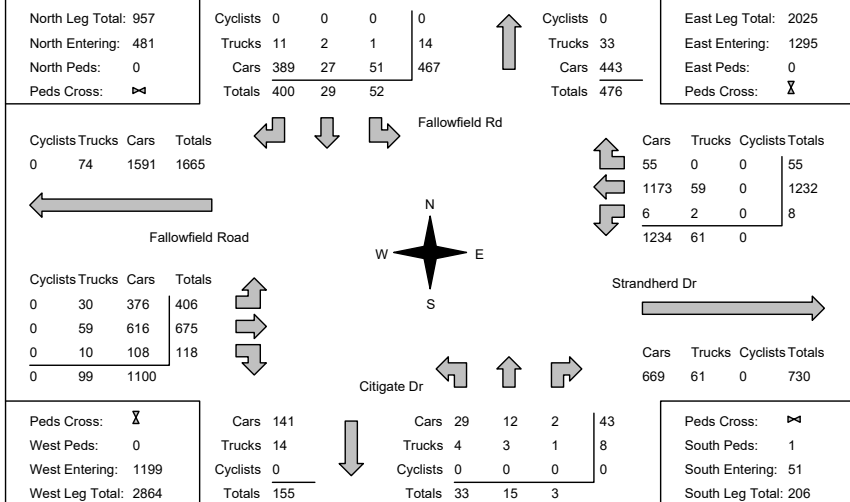 North Leg Total: 957
North Entering: 481
North Peds: 0
Peds Cross:
Cyclists 0 0 0 0
Trucks 11 2 1 14
Cars 389 27 51 467
Totals 400 29 52
Cyclists 0
Trucks 33
Cars 443
Totals 476
East Leg Total: 2025
East Entering: 1295
East Peds: 0
Peds Cross:
Fallowfield Rd
Cyclists Trucks Cars Totals
0 74 1591 1665
Fallowfield Road
Cars Trucks Cyclists Totals
55 0 0 55
1173 59 0 1232
6 2 0 8
1234 61 0
N
W E
S
Cyclists Trucks Cars Totals
0 30 376 406
0 59 616 675
0 10 108 118
0 99 1100
Strandherd Dr
Cars Trucks Cyclists Totals
669 61 0 730
Citigate Dr
Peds Cross:
West Peds: 0
West Entering: 1199
West Leg Total: 2864
Cars 141
Trucks 14
Cyclists 0
Totals 155
Cars 29 12 2 43
Trucks 4 3 1 8
Cyclists 0 0 0 0
Totals 33 15 3
Peds Cross:
South Peds: 1
South Entering: 51
South Leg Total: 206